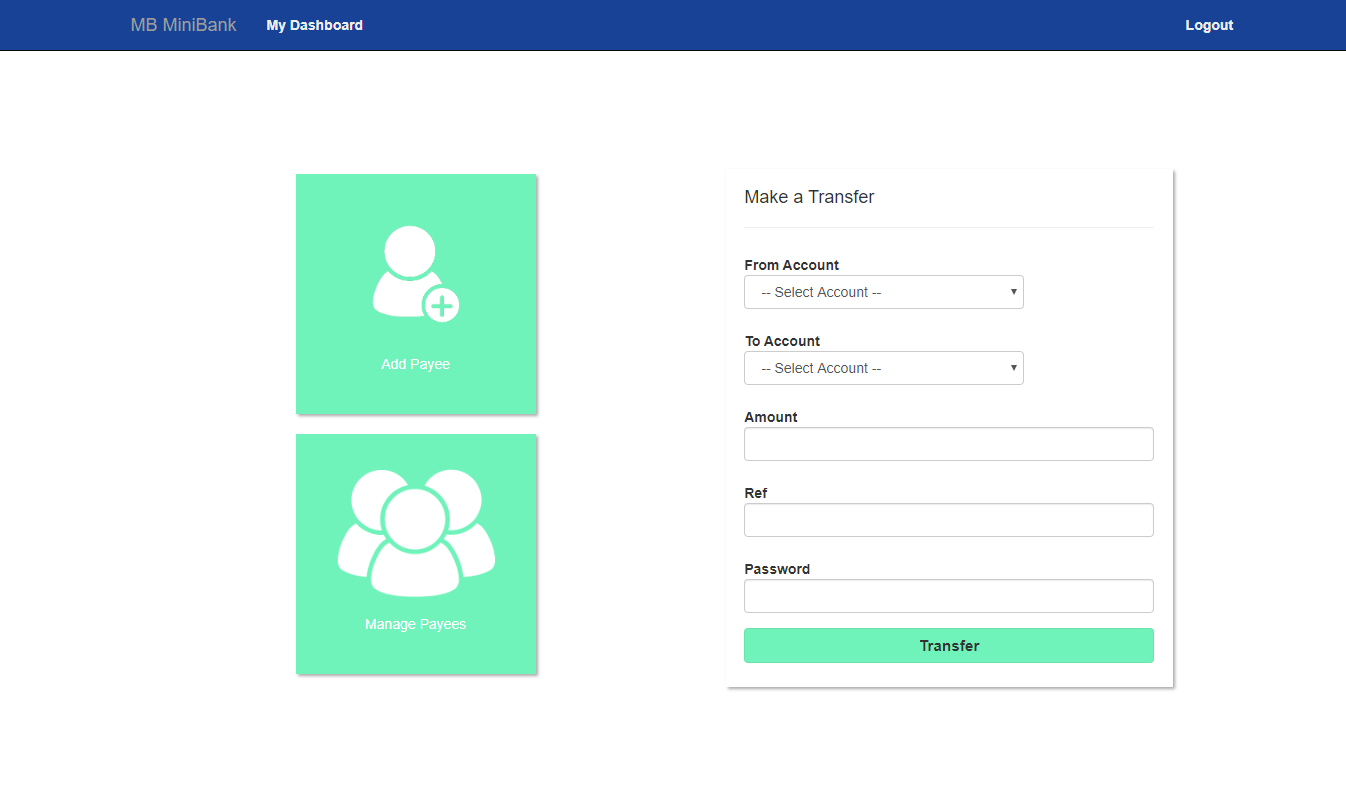 MB MiniBank My Dashboard Logout
Add Payee
Manage Payees
Make a Transfer
From Account
-- Select Account --
To Account
-- Select Account --
Amount
Ref
Password
Transfer